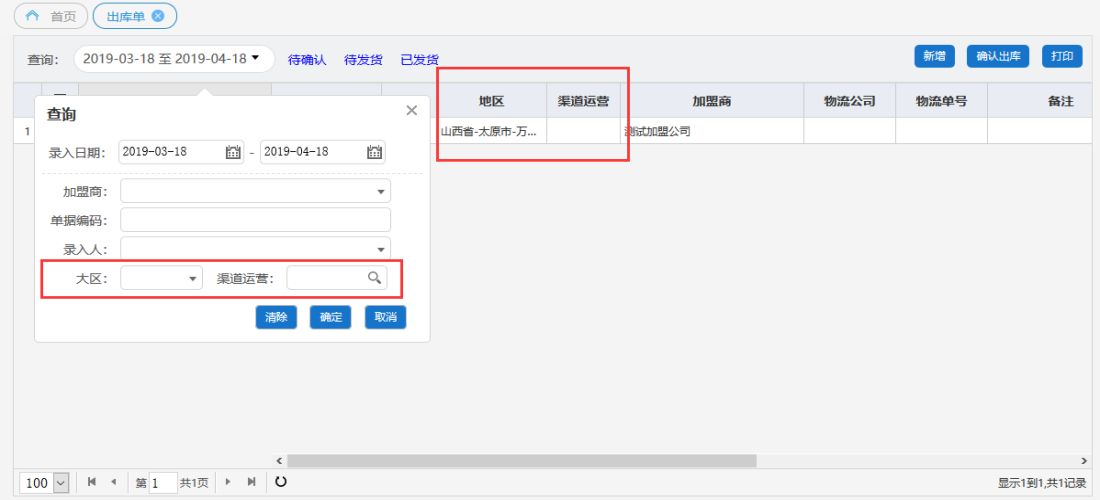 首页 出库单
查询: 2019-03-18 至 2019-04-18 待确认 待发货 已发货 新增 确认出库 打印
地区 渠道运营 加盟商 物流公司 物流单号 备注
1 山西省-太原市-万... 测试加盟公司
查询
录入日期: 2019-03-18 - 2019-04-18
加盟商:
单据编码:
录入人:
大区: 渠道运营:
清除 确定 取消
100 第 1 共1页 显示1到1,共1记录